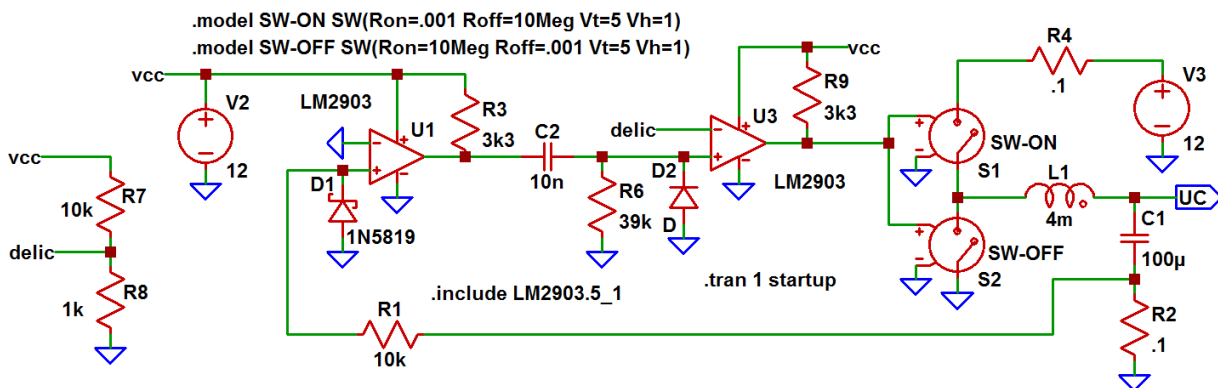 .model SW-ON SW(Ron=.001 Roff=10Meg Vt=5 Vh=1)
.model SW-OFF SW(Ron=10Meg Roff=.001 Vt=5 Vh=1)
vcc
V2
12
LM2903
U1
+
-
+
-
R3
3k3
C2
10n
D1
1N5819
vcc
R7
10k
delic
R8
1k
R6
39k
D2
D
delic
U3
+
-
+
-
vcc
R9
3k3
LM2903
R4
.1
V3
12
+
-
SW-ON
S1
+
-
SW-OFF
S2
L1
4m
UC
C1
100µ
R2
.1
.include LM2903.5_1
.tran 1 startup
R1
10k